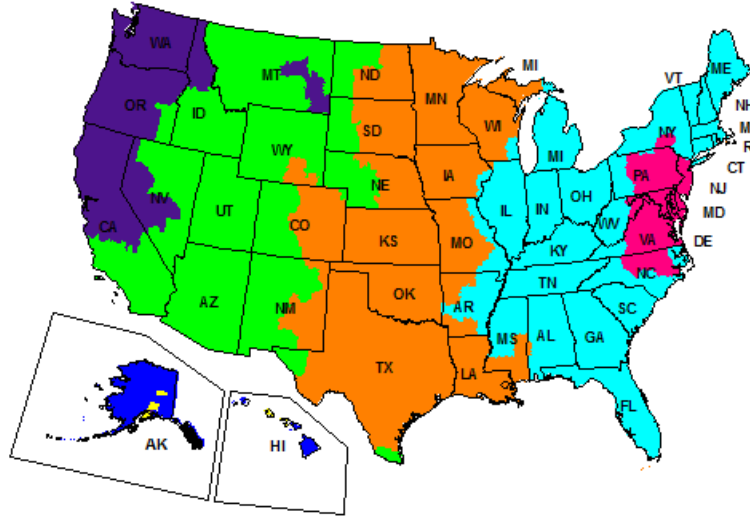 WA
MT
ND
MN
MI
VT
ME
OR
ID
SD
WI
NY
NH
M
R
WY
MI
CT
NV
NE
IA
PA
NJ
UT
IL
IN
OH
MD
CA
CO
KS
MO
WV
VA
DE
KY
AZ
NM
OK
AR
TN
NC
SC
TX
LA
MS
AL
GA
FL
AK
HI